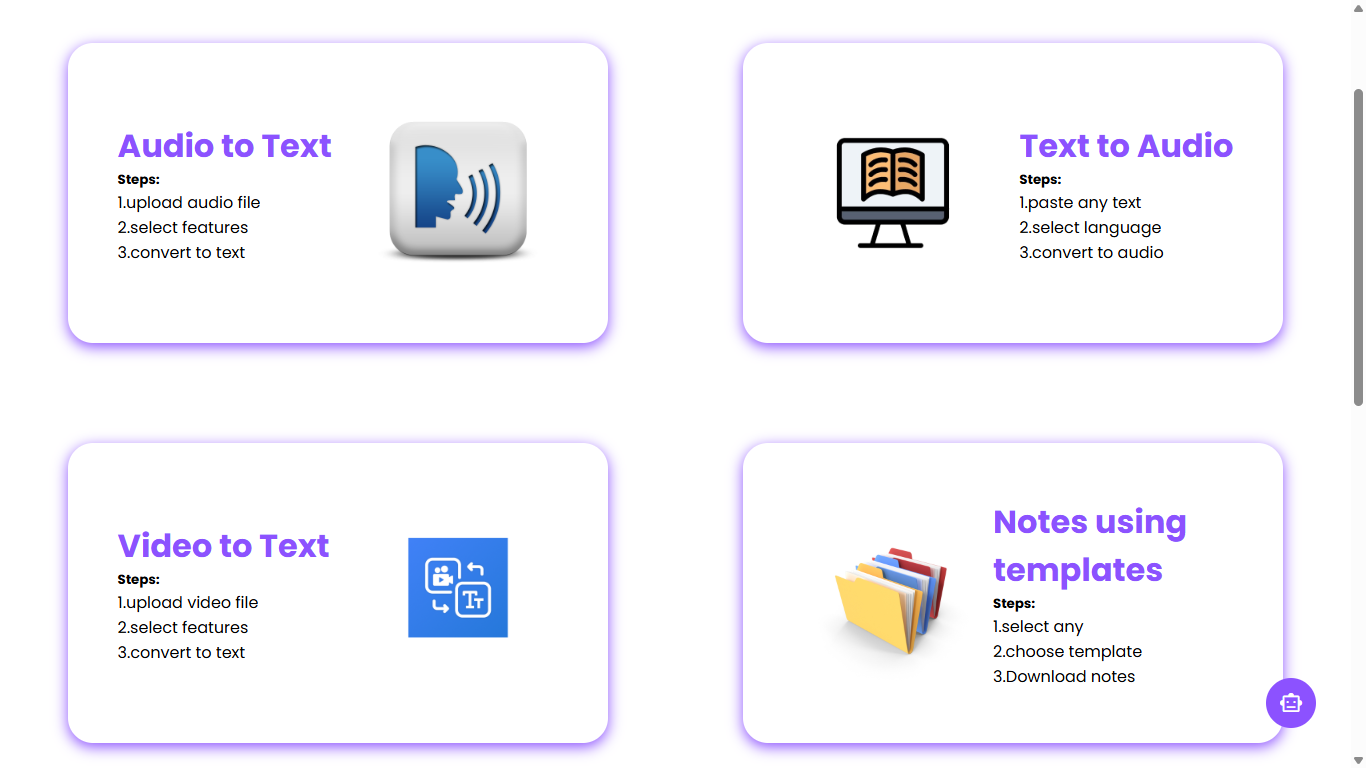 Audio to Text
Steps:
1.upload audio file
2.select features
3.convert to text
Text to Audio
Steps:
1.paste any text
2.select language
3.convert to audio
Video to Text
Steps:
1.upload video file
2.select features
3.convert to text
TT
Notes using
templates
Steps:
1.select any
2.choose template
3.Download notes